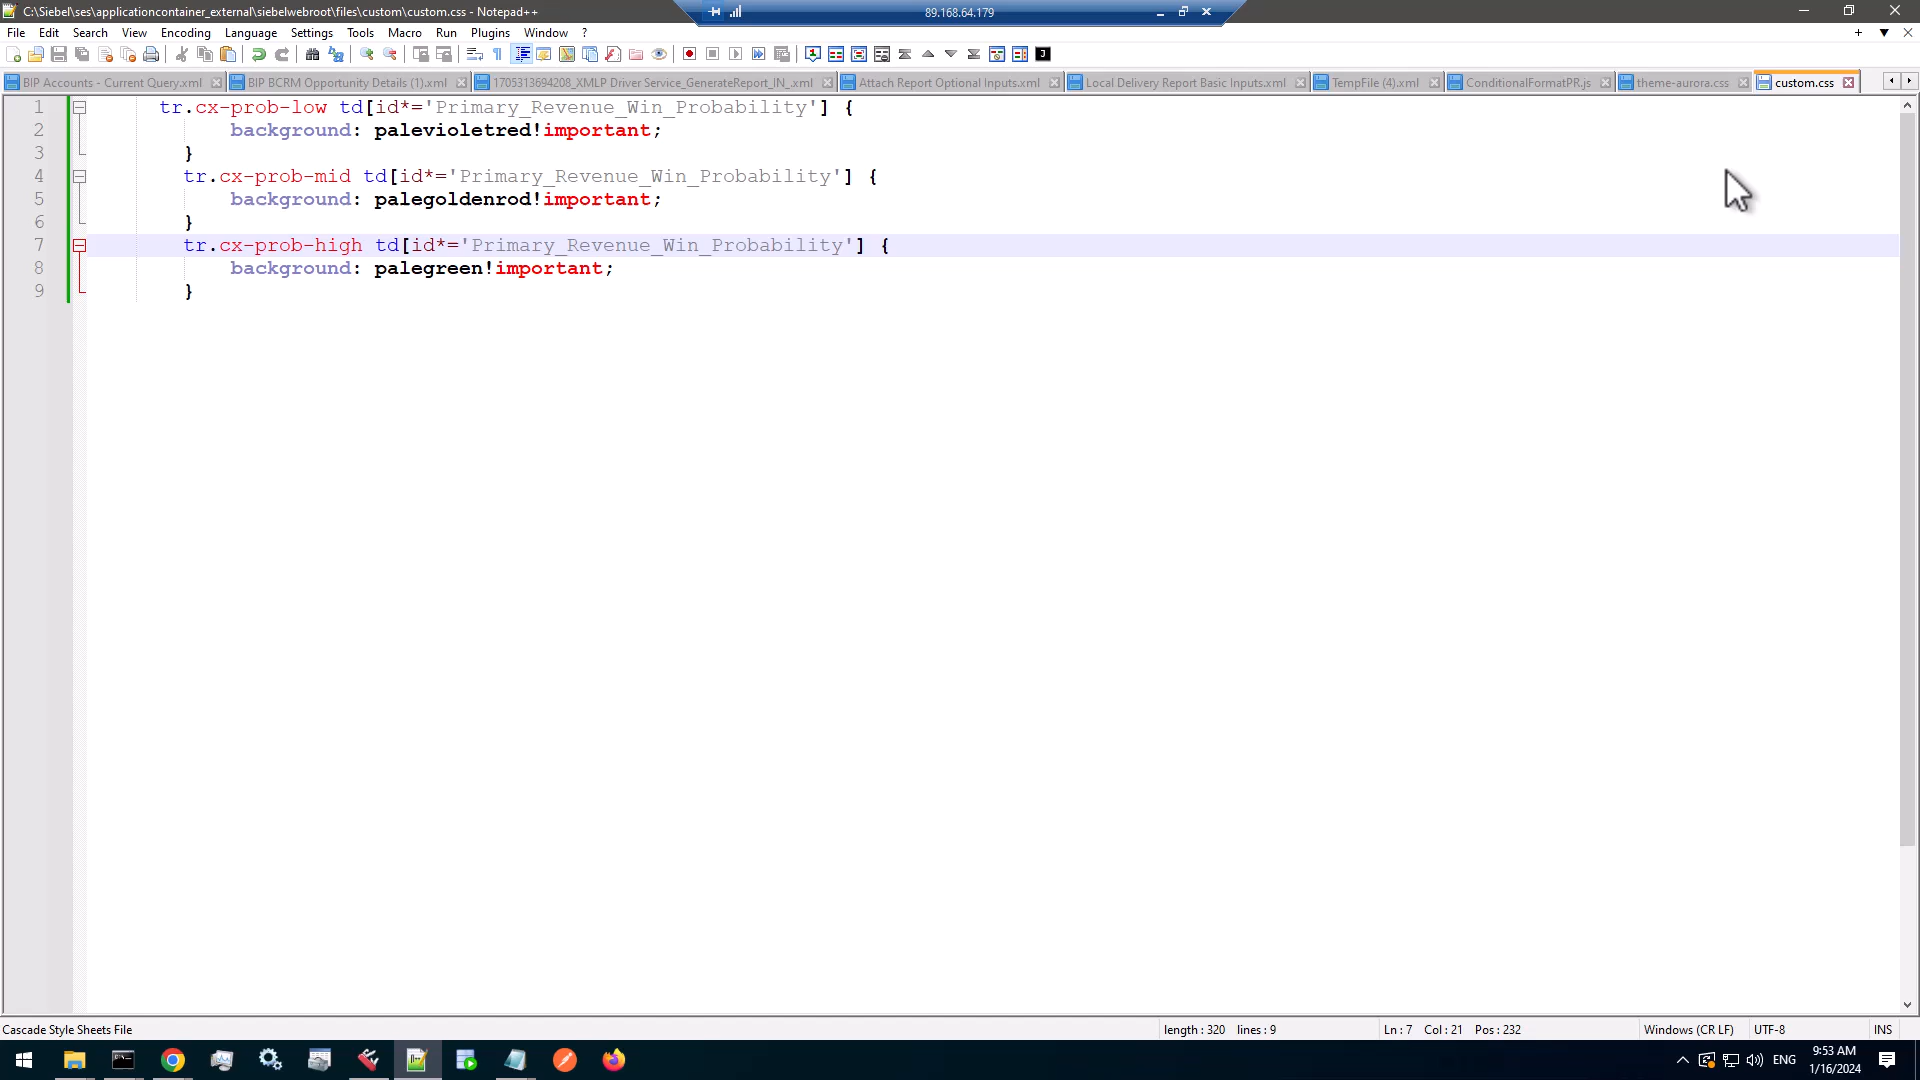 C:\Siebel\ses\applicationcontainer_external\siebelwebroot\files\custom\custom.css - Notepad++
89.168.64.179
File Edit Search View Encoding Language Settings Tools Macro Run Plugins Window ?
BIP Accounts - Current Query.xml BIP BCRM Opportunity Details (1).xml 1705313694208_XMLP Driver Service_GenerateReport_IN_.xml Attach Report Optional Inputs.xml Local Delivery Report Basic Inputs.xml TempFile (4).xml ConditionalFormatPR.js theme-aurora.css custom.css
1 tr.cx-prob-low td[id*='Primary_Revenue_Win_Probability'] {
2 background: palevioletred!important;
3 }
4 tr.cx-prob-mid td[id*='Primary_Revenue_Win_Probability'] {
5 background: palegoldenrod!important;
6 }
7 tr.cx-prob-high td[id*='Primary_Revenue_Win_Probability'] {
8 background: palegreen!important;
9 }
Cascade Style Sheets File length : 320 lines : 9 Ln : 7 Col : 21 Pos : 232 Windows (CR LF) UTF-8 INS
ENG
9:53 AM
1/16/2024